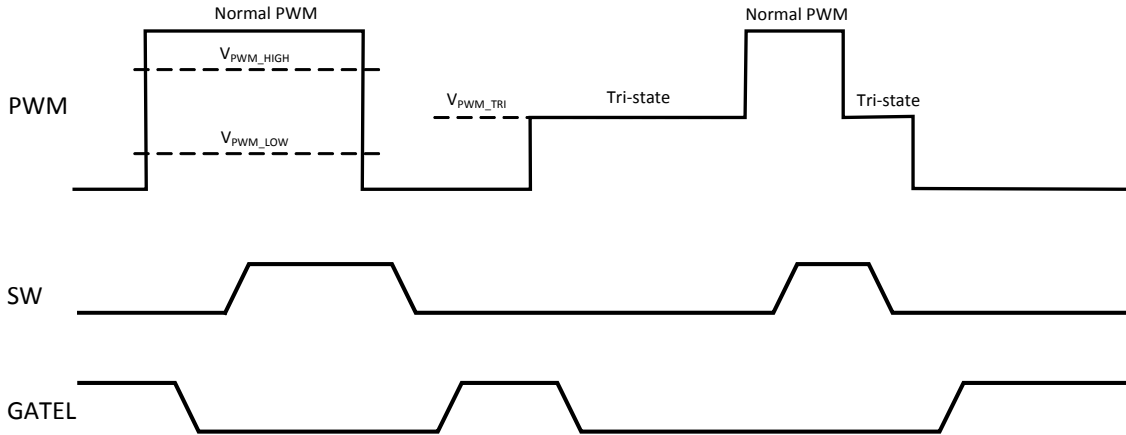 Normal PWM
Normal PWM
V_PWM_HIGH
PWM
V_PWM_TRI
Tri-state
Tri-state
V_PWM_LOW
SW
GATEL